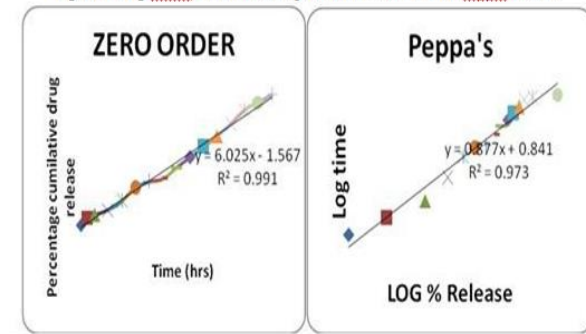 ZERO ORDER
Percentage cumilative drug
release
y = 6.025x - 1.567
R² = 0.991
Time (hrs)
Peppa's
Log time
y = 0.877x + 0.841
R² = 0.973
LOG % Release